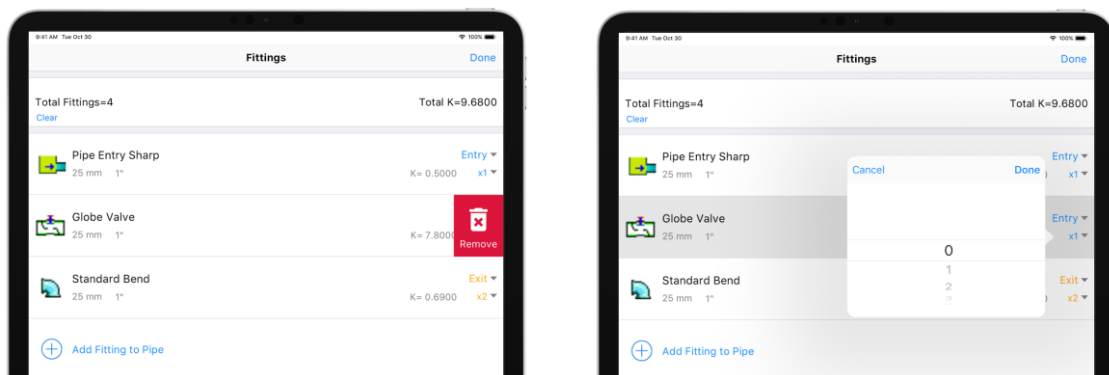 9:41 AM Tue Oct 30
100%
Fittings
Done
Total Fittings=4
Total K=9.6800
Clear
Pipe Entry Sharp
Entry
25 mm 1"
K= 0.5000
x1
Globe Valve
25 mm 1"
K= 7.8000
Remove
Standard Bend
Exit
25 mm 1"
K= 0.6900
x2
Add Fitting to Pipe
9:41 AM Tue Oct 30
100%
Fittings
Done
Total Fittings=4
Total K=9.6800
Clear
Pipe Entry Sharp
Entry
25 mm 1"
x1
Cancel
Done
Globe Valve
Entry
25 mm 1"
x1
0
1
2
3
Standard Bend
Exit
25 mm 1"
x2
Add Fitting to Pipe